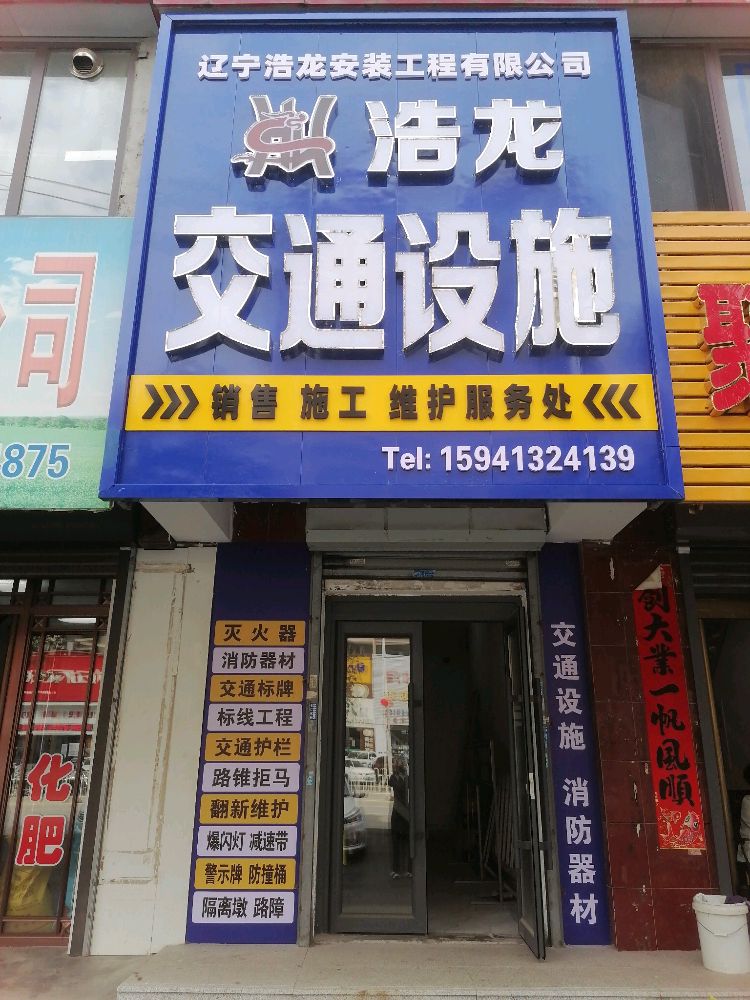 辽宁浩龙安装工程有限公司
浩龙
交通设施
销售 施工 维护服务处
Tel: 15941324139
司
875
灭火器
消防器材
交通标牌
标线工程
交通护栏
路锥拒马
翻新维护
爆闪灯 减速带
警示牌 防撞桶
隔离墩 路障
交通设施 消防器材
创大业一帆风順
化肥